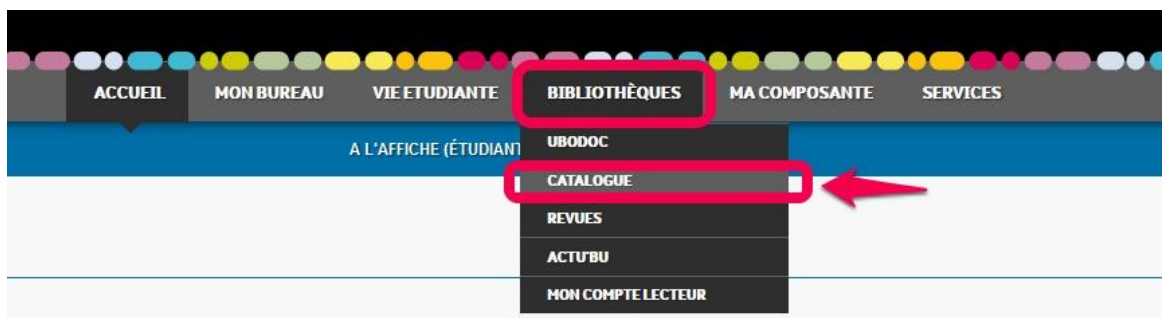 ACCUEIL MON BUREAU VIE ETUDIANTE BIBLIOTHÈQUES MA COMPOSANTE SERVICES
A L'AFFICHE (ÉTUDIANT
UBODOC
CATALOGUE
REVUES
ACTU'BU
MON COMPTE LECTEUR